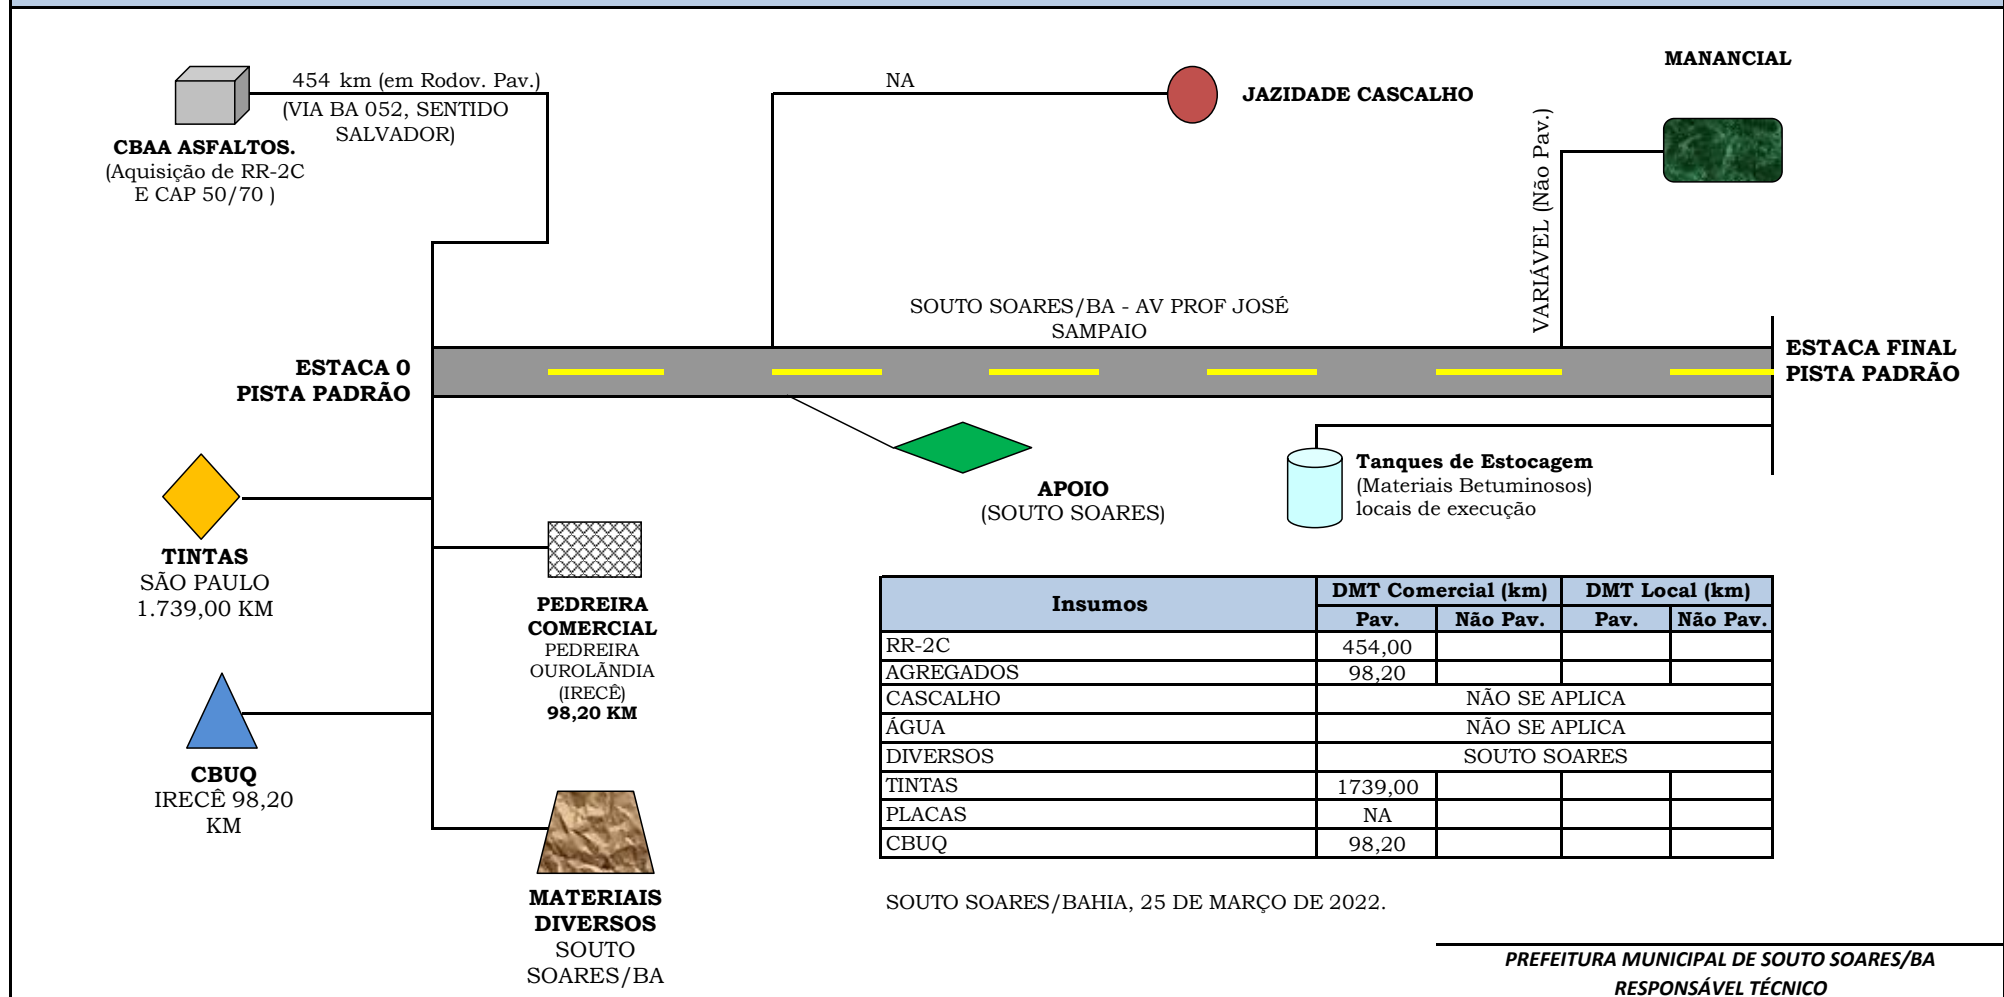 454 km (em Rodov. Pav.)
(VIA BA 052, SENTIDO
SALVADOR)
CBAA ASFALTOS.
(Aquisição de RR-2C
E CAP 50/70 )
NA
JAZIDADE CASCALHO
MANANCIAL
VARIÁVEL (Não Pav.)
SOUTO SOARES/BA - AV PROF JOSÉ
SAMPAIO
ESTACA 0
PISTA PADRÃO
ESTACA FINAL
PISTA PADRÃO
APOIO
(SOUTO SOARES)
Tanques de Estocagem
(Materiais Betuminosos)
locais de execução
TINTAS
SÃO PAULO
1.739,00 KM
PEDREIRA
COMERCIAL
PEDREIRA
OUROLÃNDIA
(IRECÊ)
98,20 KM
CBUQ
IRECÊ 98,20
KM
MATERIAIS
DIVERSOS
SOUTO
SOARES/BA
Insumos DMT Comercial (km) DMT Local (km)
Pav. Não Pav. Pav. Não Pav.
RR-2C 454,00
AGREGADOS 98,20
CASCALHO NÃO SE APLICA
ÁGUA NÃO SE APLICA
DIVERSOS SOUTO SOARES
TINTAS 1739,00
PLACAS NA
CBUQ 98,20
SOUTO SOARES/BAHIA, 25 DE MARÇO DE 2022.
PREFEITURA MUNICIPAL DE SOUTO SOARES/BA
RESPONSÁVEL TÉCNICO